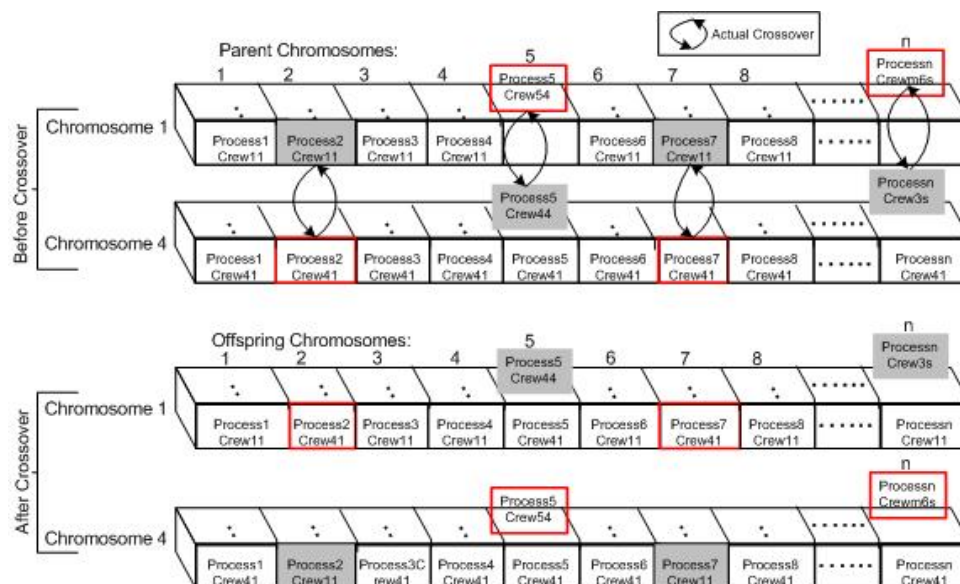 Actual Crossover
Parent Chromosomes:
1 2 3 4 5 6 7 8 n
Process5
Crew54
Processn
Crewm6s
Before Crossover
Chromosome 1
Process1 Process2 Process3 Process4 Process6 Process7 Process8 ......
Crew11 Crew11 Crew11 Crew11 Crew11 Crew11 Crew11
Process5
Crew44
Processn
Crew3s
Chromosome 4
Process1 Process2 Process3 Process4 Process5 Process6 Process7 Process8 ...... Processn
Crew41 Crew41 Crew41 Crew41 Crew41 Crew41 Crew41 Crew41 Crew41
Offspring Chromosomes:
1 2 3 4 5 6 7 8 n
Process5
Crew44
Processn
Crew3s
After Crossover
Chromosome 1
Process1 Process2 Process3 Process4 Process5 Process6 Process7 Process8 ...... Processn
Crew11 Crew41 Crew11 Crew11 Crew41 Crew11 Crew41 Crew11 Crew11
n
Process5
Crew54
Processn
Crewm6s
Chromosome 4
Process1 Process2 Process3C Process4 Process5 Process6 Process7 Process8 ...... Processn
Crew41 Crew11 rew41 Crew41 Crew41 Crew41 Crew11 Crew41 Crew41